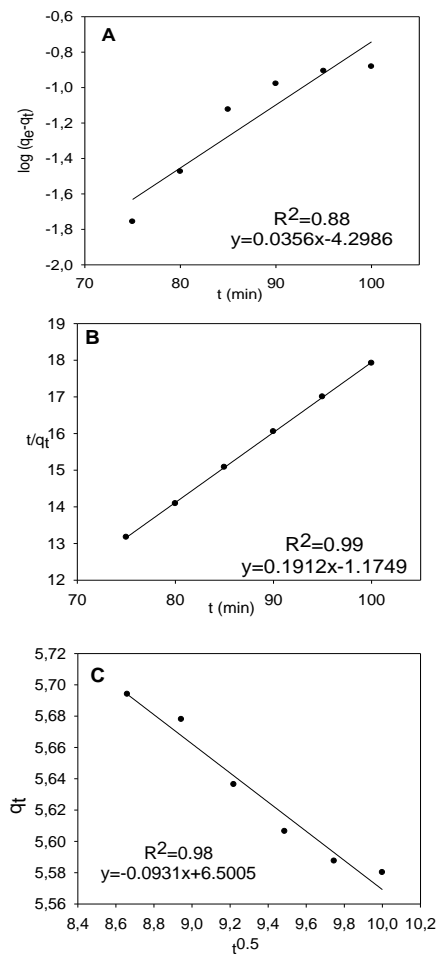 A
-0,6
-0,8
-1,0
-1,2
-1,4
-1,6
-1,8
-2,0
log (qe-qt)
R2=0.88
y=0.0356x-4.2986
70 80 90 100
t (min)
B
19
18
17
16
15
14
13
12
t/qt
R2=0.99
y=0.1912x-1.1749
70 80 90 100
t (min)
C
5,72
5,70
5,68
5,66
5,64
5,62
5,60
5,58
5,56
qt
R2=0.98
y=-0.0931x+6.5005
8,4 8,6 8,8 9,0 9,2 9,4 9,6 9,8 10,0 10,2
t0.5